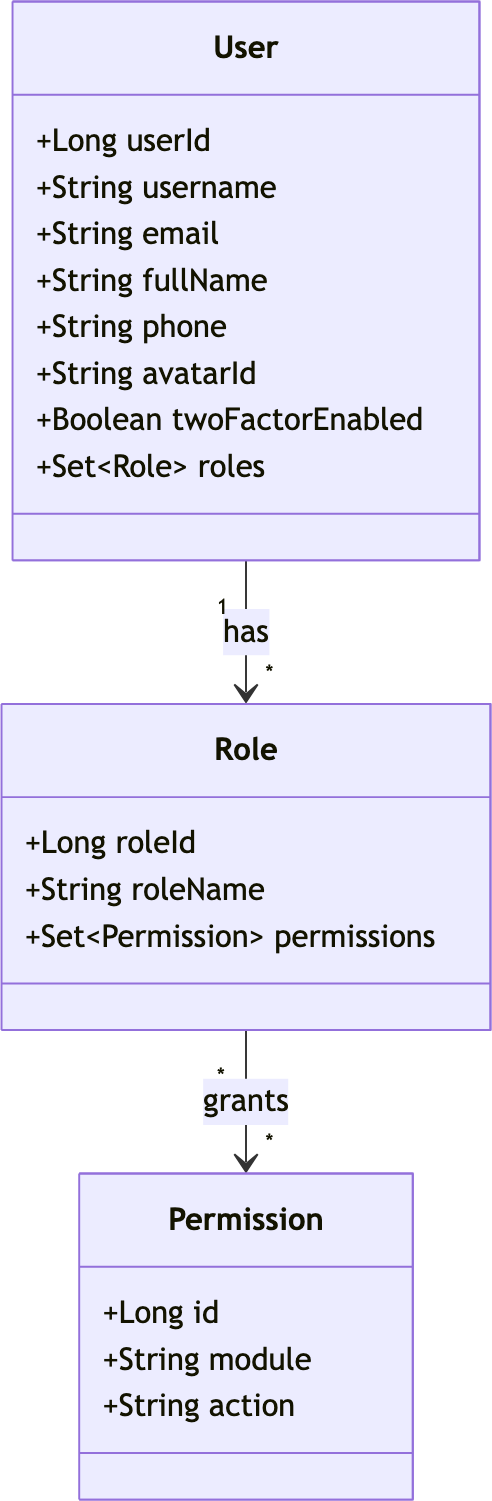 User
+Long userId
+String username
+String email
+String fullName
+String phone
+String avatarId
+Boolean twoFactorEnabled
+Set<Role> roles
1
has
*
Role
+Long roleId
+String roleName
+Set<Permission> permissions
*
grants
*
Permission
+Long id
+String module
+String action